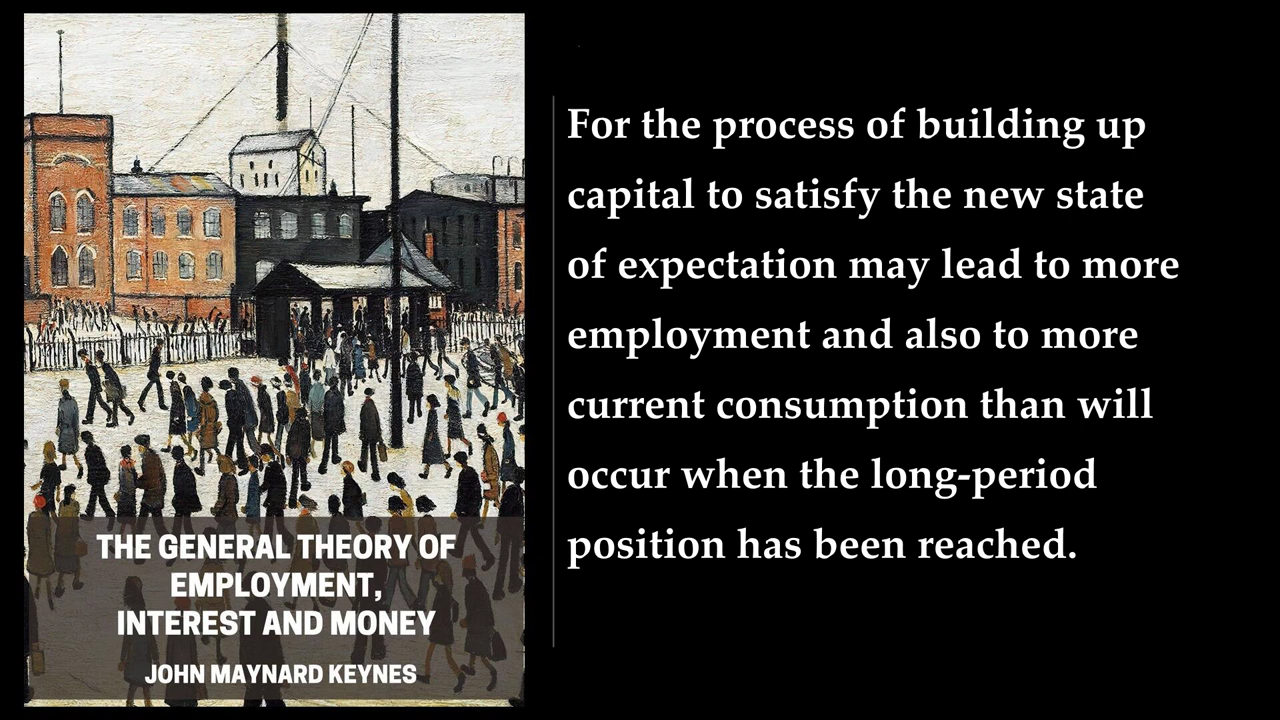 THE GENERAL THEORY OF
EMPLOYMENT,
INTEREST AND MONEY
JOHN MAYNARD KEYNES
For the process of building up
capital to satisfy the new state
of expectation may lead to more
employment and also to more
current consumption than will
occur when the long-period
position has been reached.